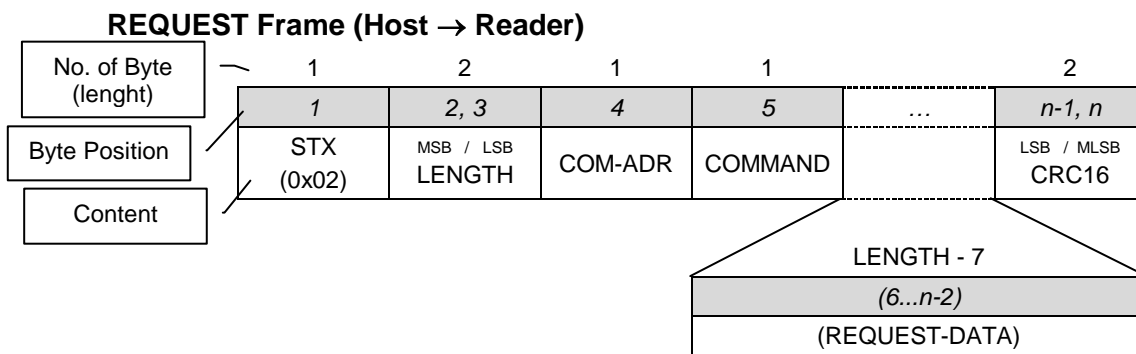 REQUEST Frame (Host → Reader)
No. of Byte
(lenght)
1 2 1 1 2
Byte Position
1 2, 3 4 5 … n-1, n
Content
STX
(0x02)
MSB / LSB
LENGTH
COM-ADR
COMMAND
LSB / MLSB
CRC16
LENGTH - 7
(6...n-2)
(REQUEST-DATA)